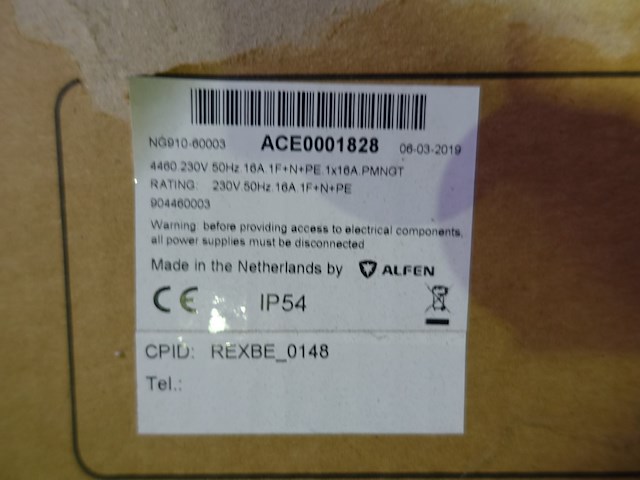 NG910-60003 ACE0001828 06-03-2019
4460.230V.50Hz.16A.1F+N+PE.1x16A.PMNGT
RATING: 230V.50Hz.16A.1F+N+PE
904460003
Warning: before providing access to electrical components,
all power supplies must be disconnected
Made in the Netherlands by ALFEN
CE IP54
CPID: REXBE_0148
Tel.: